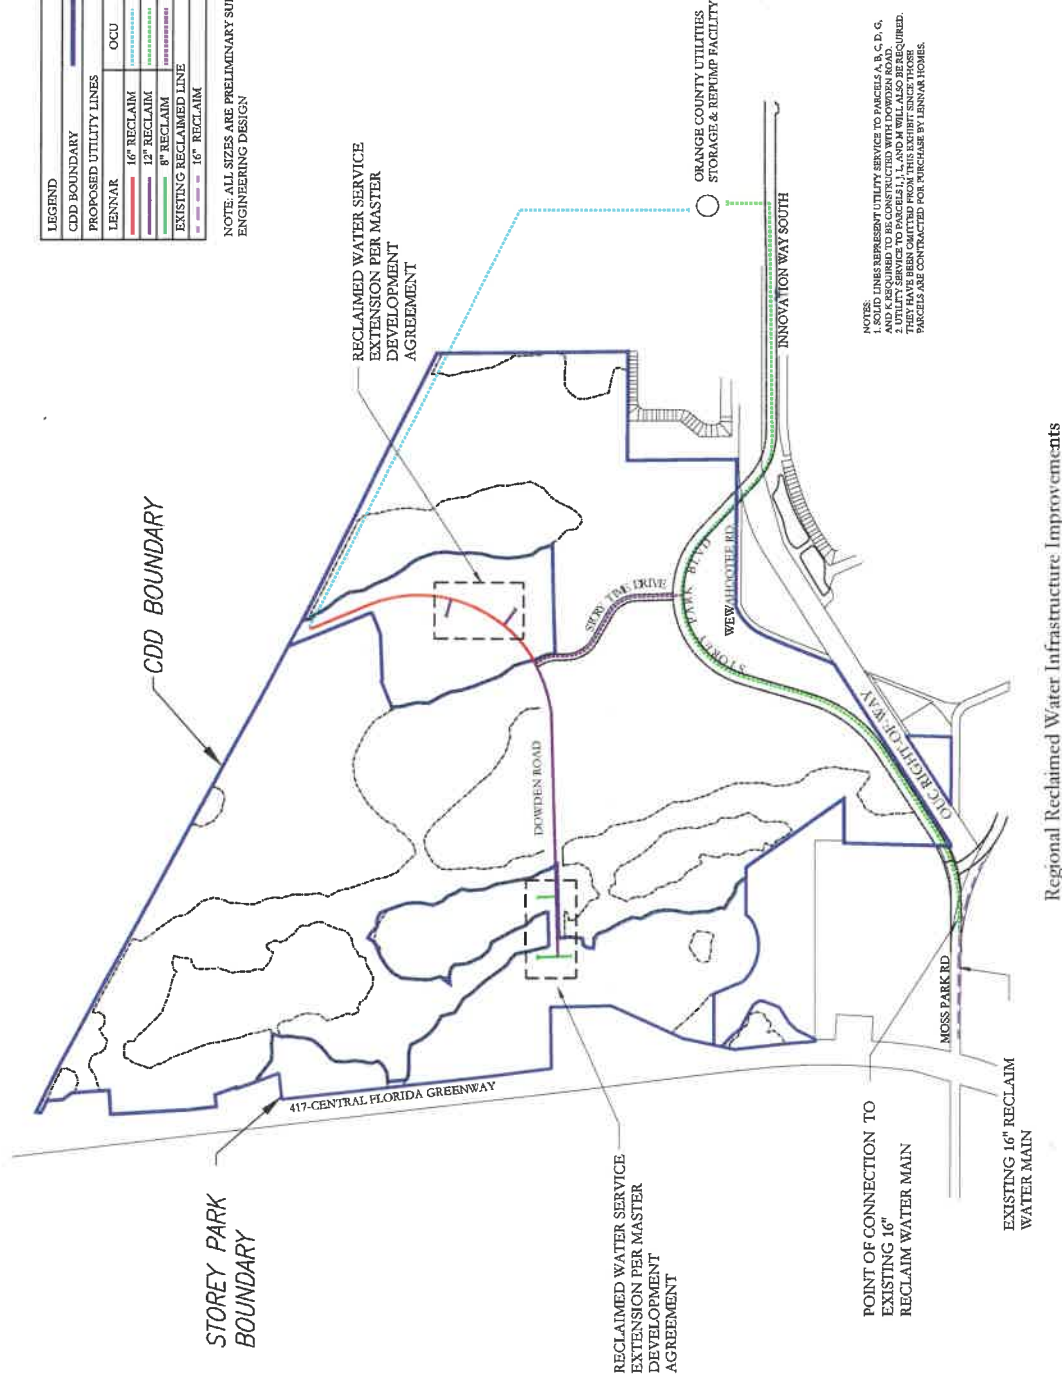 LEGEND
CDD BOUNDARY
PROPOSED UTILITY LINES
LENNAR OCU
16" RECLAIM
12" RECLAIM
8" RECLAIM
EXISTING RECLAIMED LINE
16" RECLAIM
NOTE: ALL SIZES ARE PRELIMINARY
ENGINEERING DESIGN
ORANGE COUNTY UTILITIES
STORAGE & REPUMP FACILITY
RECLAIMED WATER SERVICE
EXTENSION PER MASTER
DEVELOPMENT
AGREEMENT
INNOVATION WAY SOUTH
NOTES:
1. SOLID LINES REPRESENT UTILITY SERVICE TO PARCELS A, B, C, D, G,
AND K REQUIRED TO BE CONSTRUCTED WITH DOWDEN ROAD.
2. UTILITY SERVICE TO PARCELS I, J, L, AND M WILL ALSO BE REQUIRED.
THEY HAVE BEEN OMITTED FROM THIS EXHIBIT SINCE THOSE
PARCELS ARE CONTRACTED FOR PURCHASE BY LENNAR HOMES.
CDD BOUNDARY
STORY TIME DRIVE
STOREY PARK BLVD
WEWAHOOTEE RD
DOWDEN ROAD
OUC RIGHT-OF-WAY
MOSS PARK RD
417-CENTRAL FLORIDA GREENWAY
STOREY PARK
BOUNDARY
RECLAIMED WATER SERVICE
EXTENSION PER MASTER
DEVELOPMENT
AGREEMENT
POINT OF CONNECTION TO
EXISTING 16"
RECLAIM WATER MAIN
EXISTING 16" RECLAIM
WATER MAIN
Regional Reclaimed Water Infrastructure Improvements